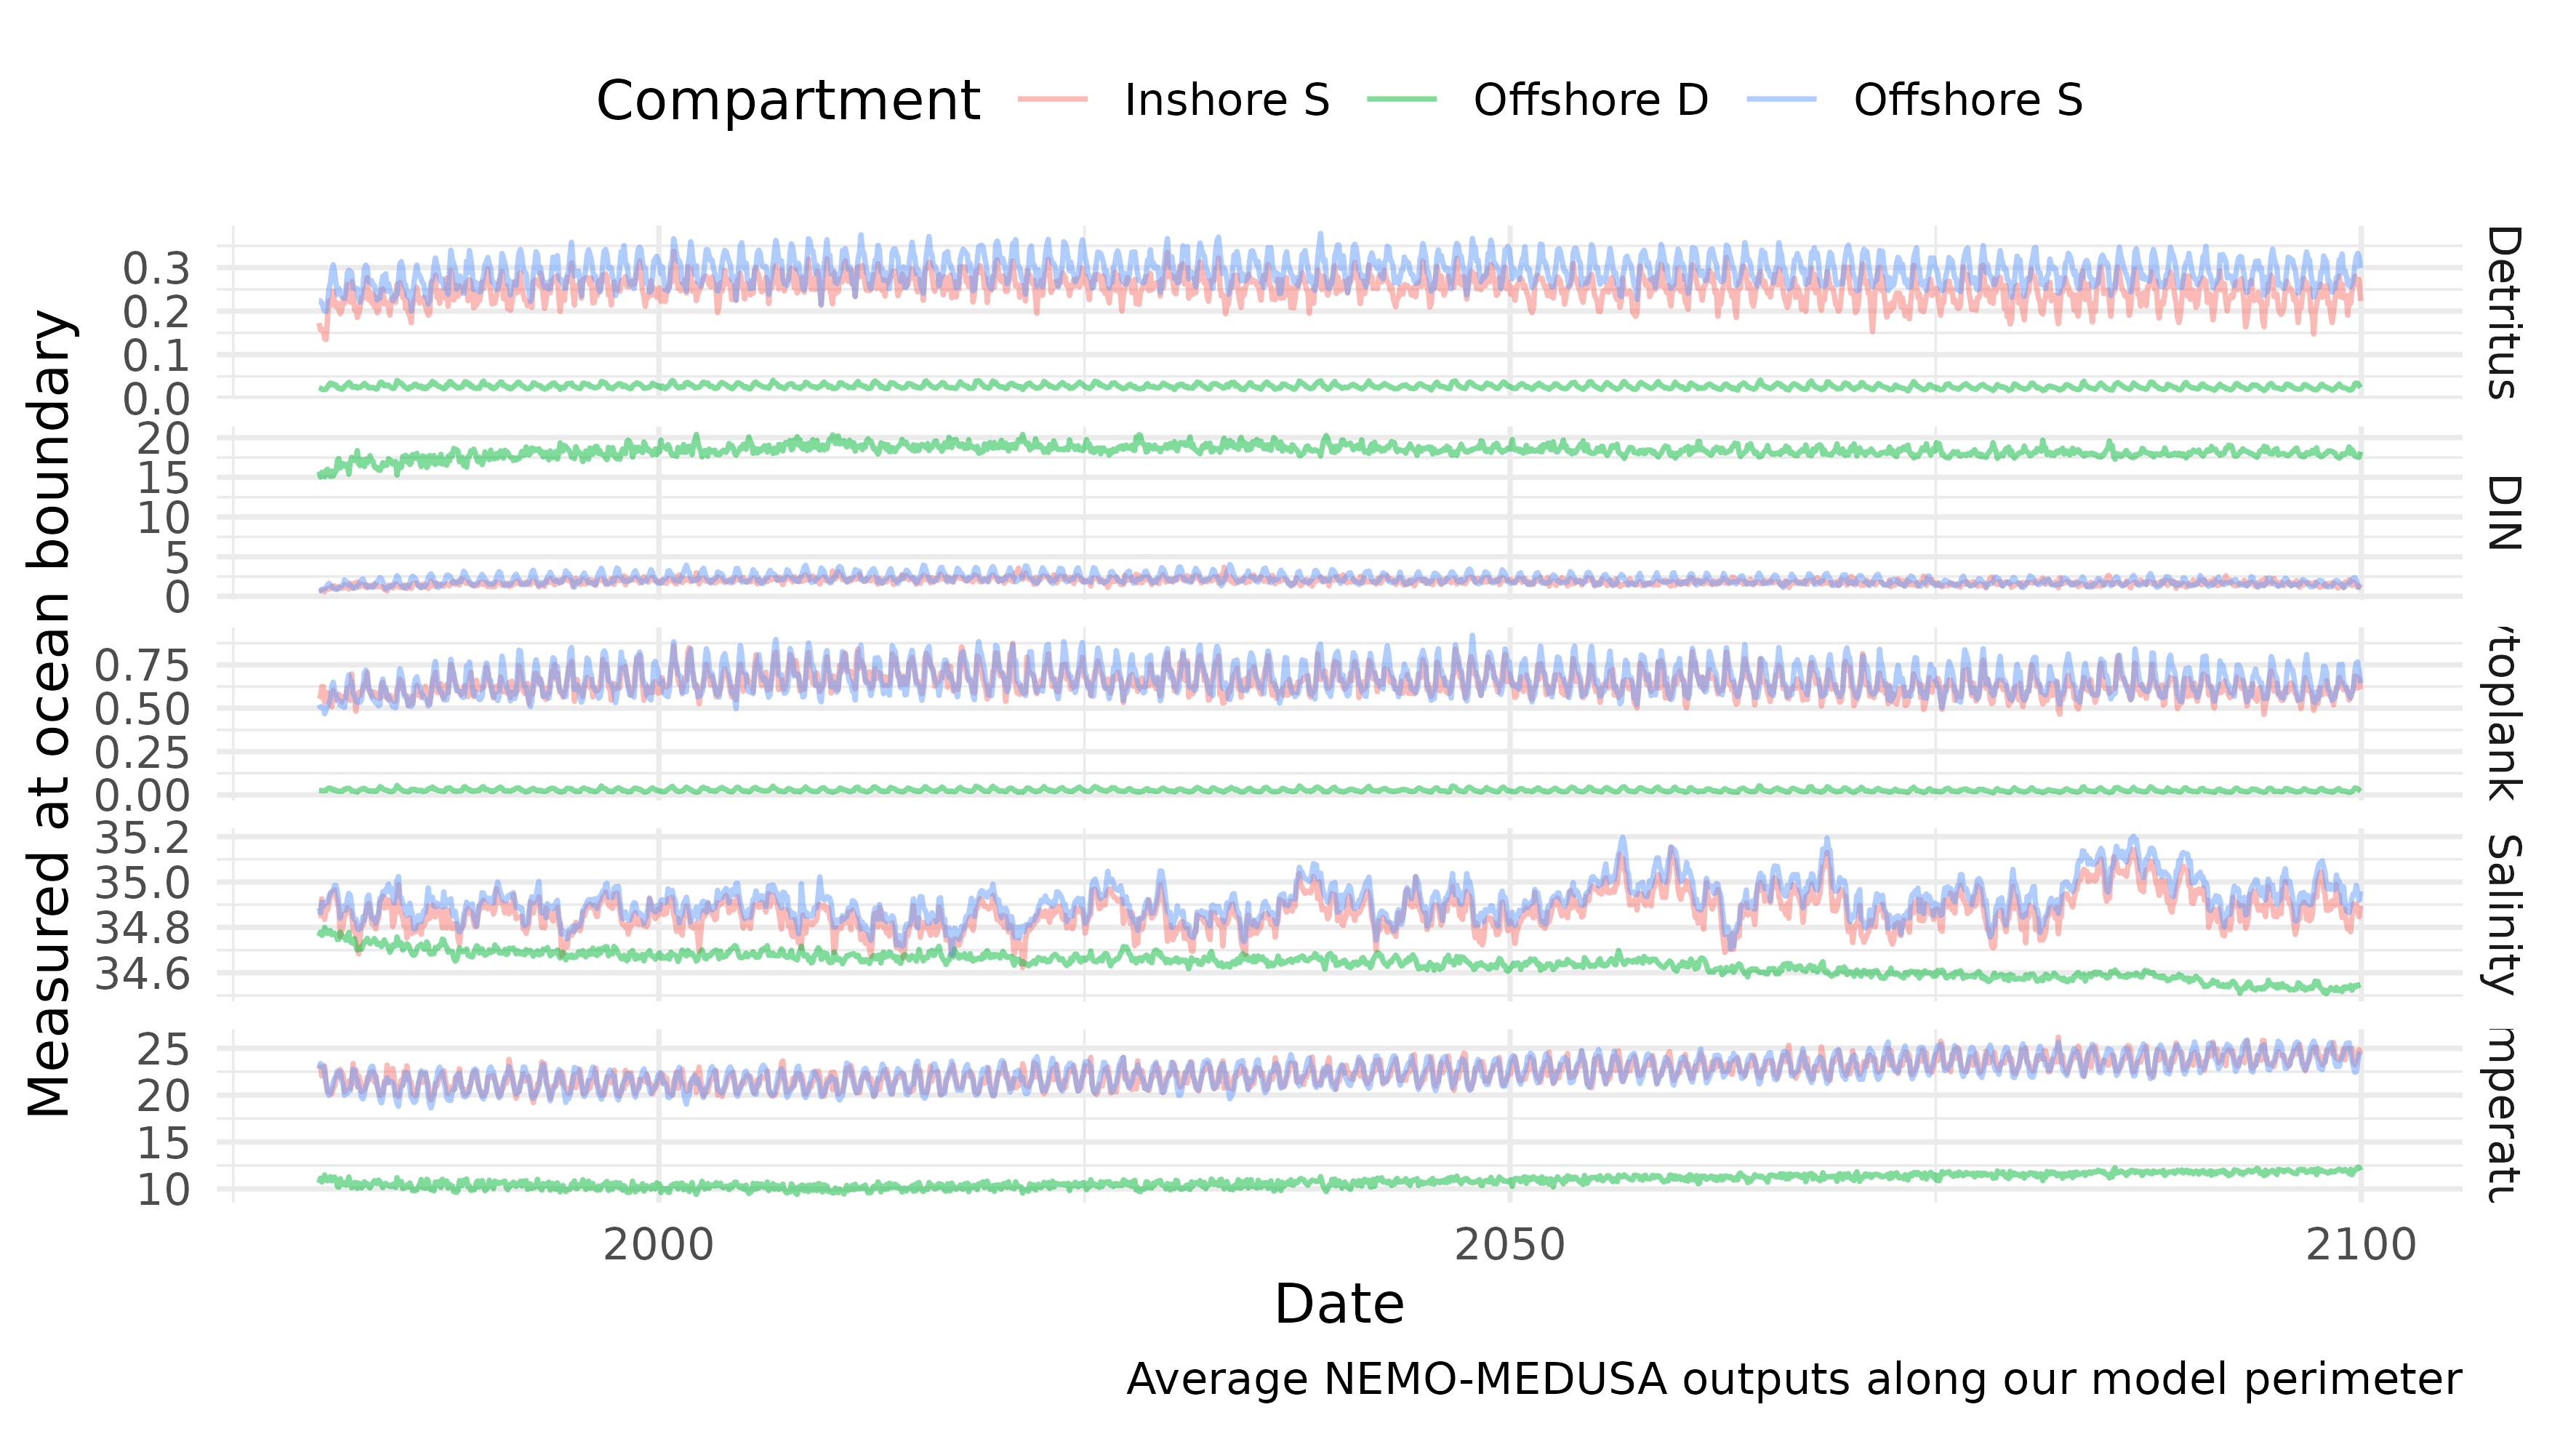 Compartment Inshore S Offshore D Offshore S
Measured at ocean boundary
0.3
0.2
0.1
0.0
Detritus
20
15
10
5
0
DIN
0.75
0.50
0.25
0.00
toplank
35.2
35.0
34.8
34.6
Salinity
25
20
15
10
mperatu
2000 2050 2100
Date
Average NEMO-MEDUSA outputs along our model perimeter